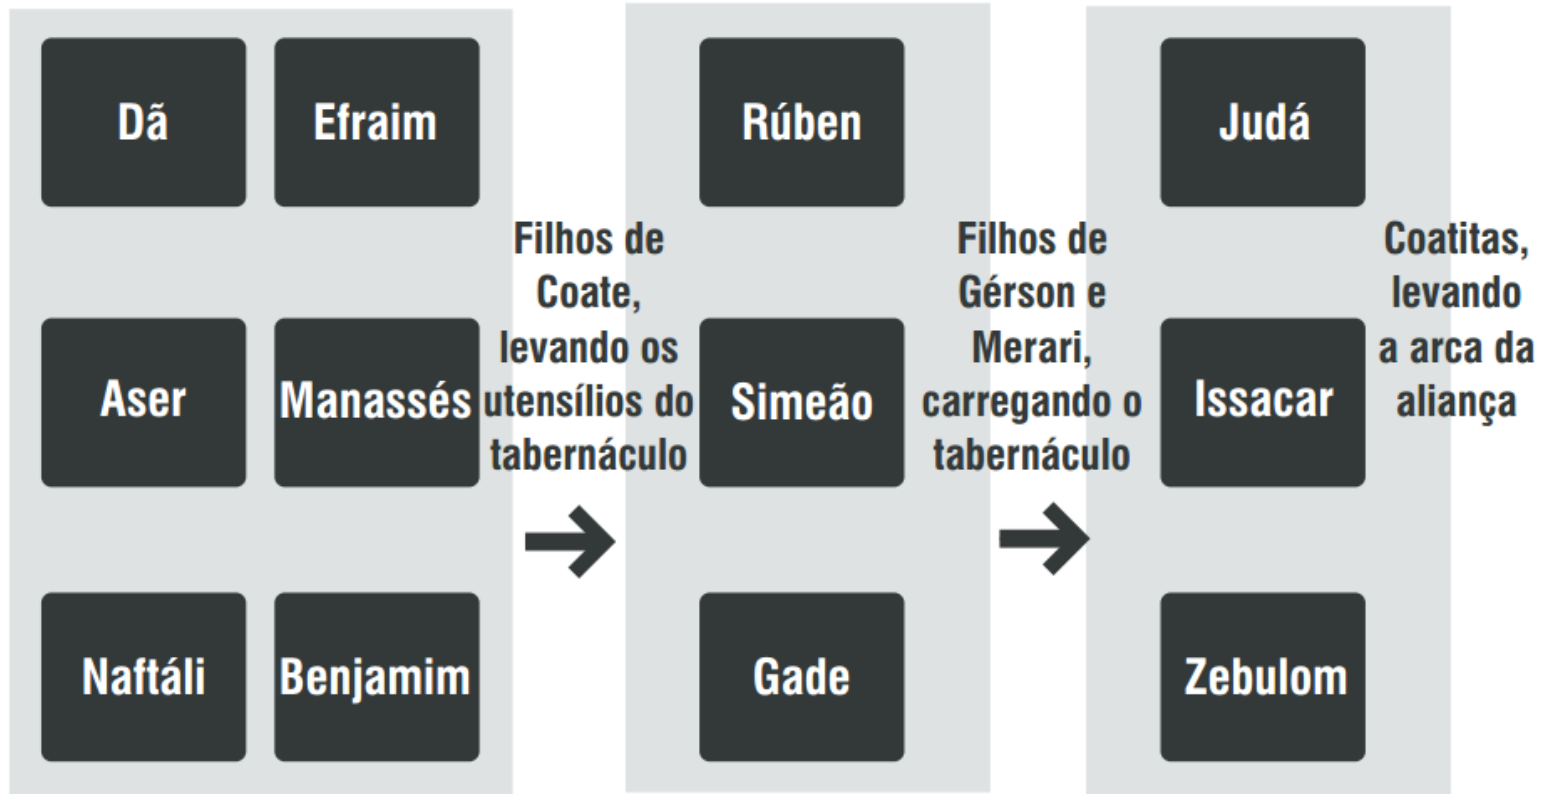 Dã
Efraim
Rúben
Judá
Filhos de
Coate,
levando os
utensílios do
tabernáculo
Filhos de
Gérson e
Merari,
carregando o
tabernáculo
Coatitas,
levando
a arca da
aliança
Aser
Manassés
Simeão
Issacar
Naftáli
Benjamim
Gade
Zebulom